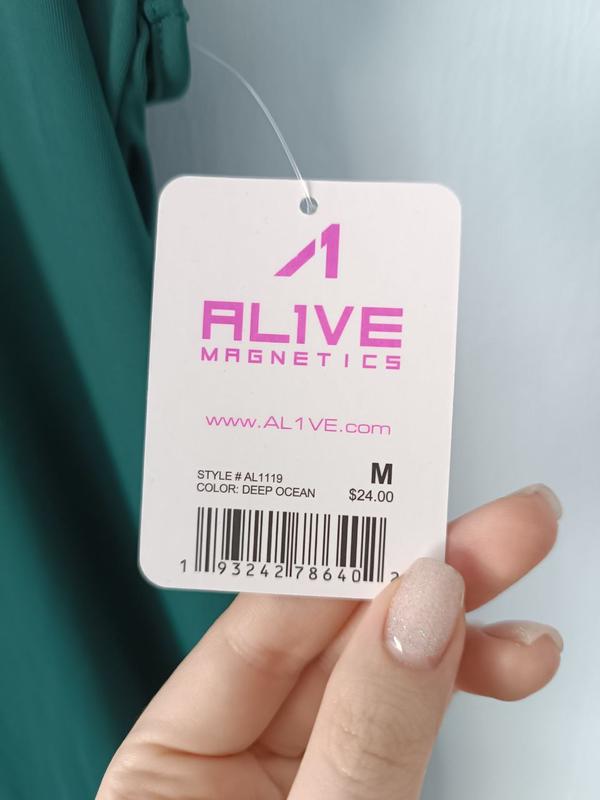 AL1VE
MAGNETICS
www.AL1VE.com
STYLE # AL1119
M
COLOR: DEEP OCEAN
$24.00
1 93242 78640